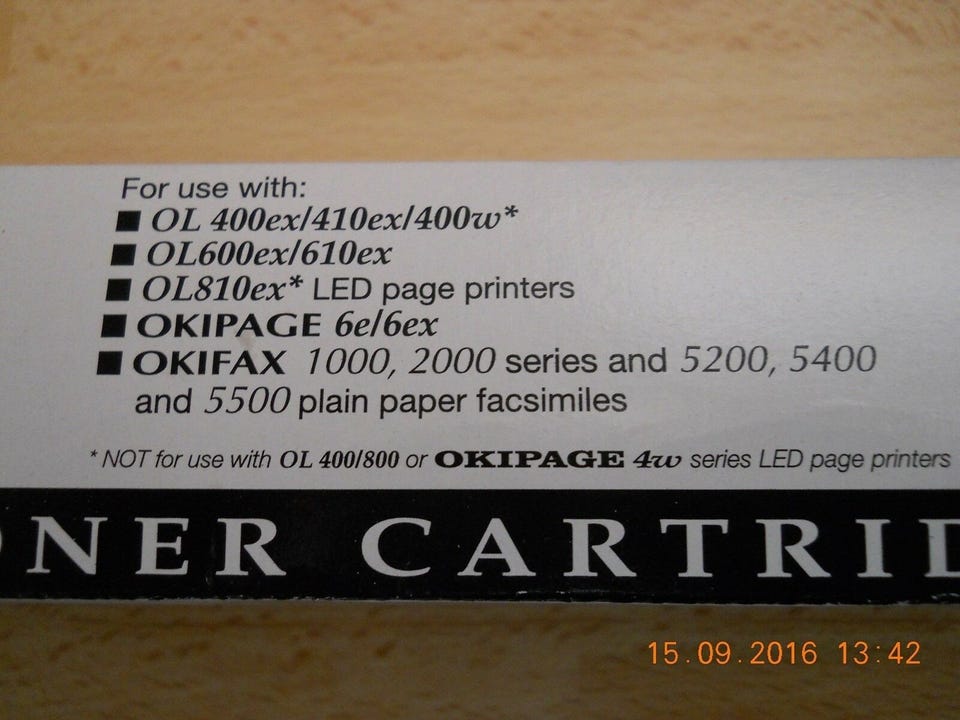 For use with:
■ OL 400ex/410ex/400w*
■ OL600ex/610ex
■ OL810ex* LED page printers
■ OKIPAGE 6e/6ex
■ OKIFAX 1000, 2000 series and 5200, 5400
and 5500 plain paper facsimiles
* NOT for use with OL 400/800 or OKIPAGE 4w series LED page printers
ONER CARTRID
15.09.2016 13:42